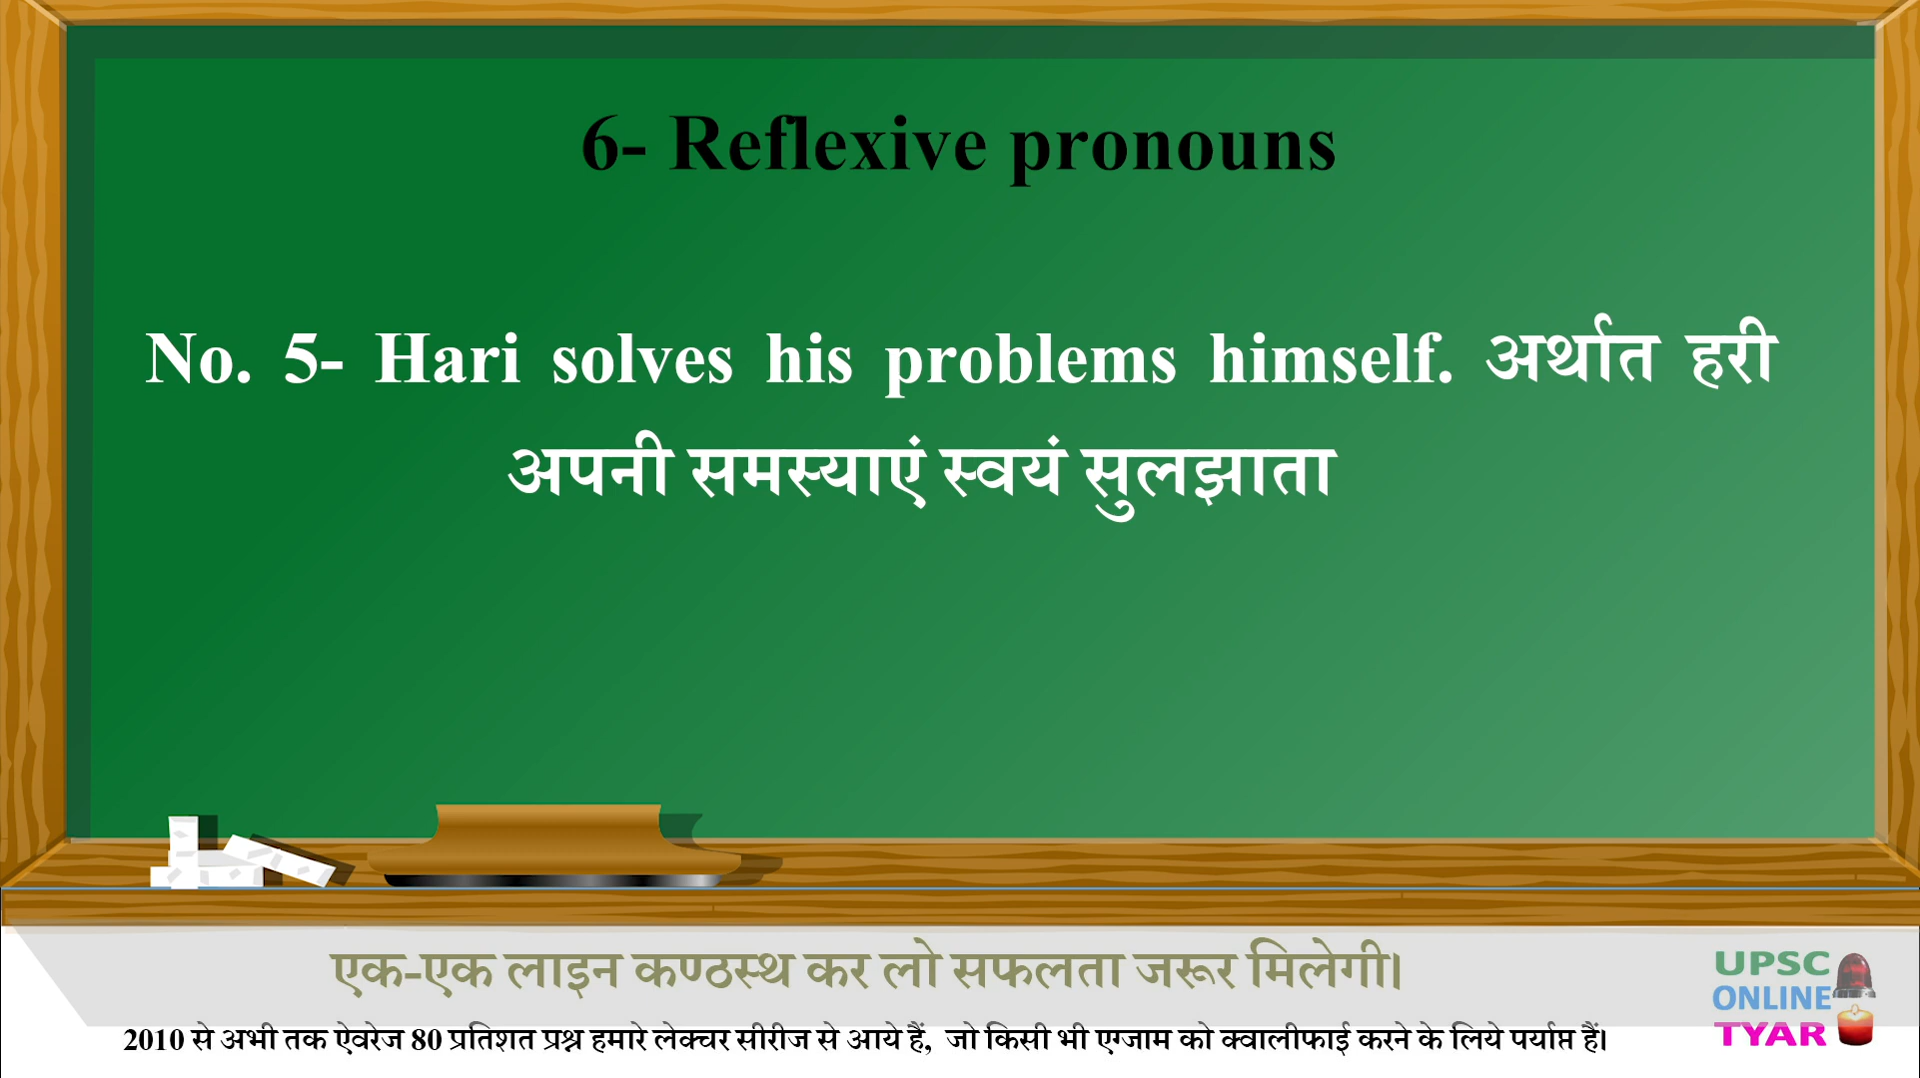 6- Reflexive pronouns
No. 5- Hari solves his problems himself. अर्थात हरी
अपनी समस्याएं स्वयं सुलझाता
एक-एक लाइन कण्ठस्थ कर लो सफलता जरूर मिलेगी।
2010 से अभी तक ऐवरेज 80 प्रतिशत प्रश्न हमारे लेक्चर सीरीज से आये हैं, जो किसी भी एग्जाम को क्वालीफाई करने के लिये पर्याप्त हैं।
UPSC
ONLINE
TYAR